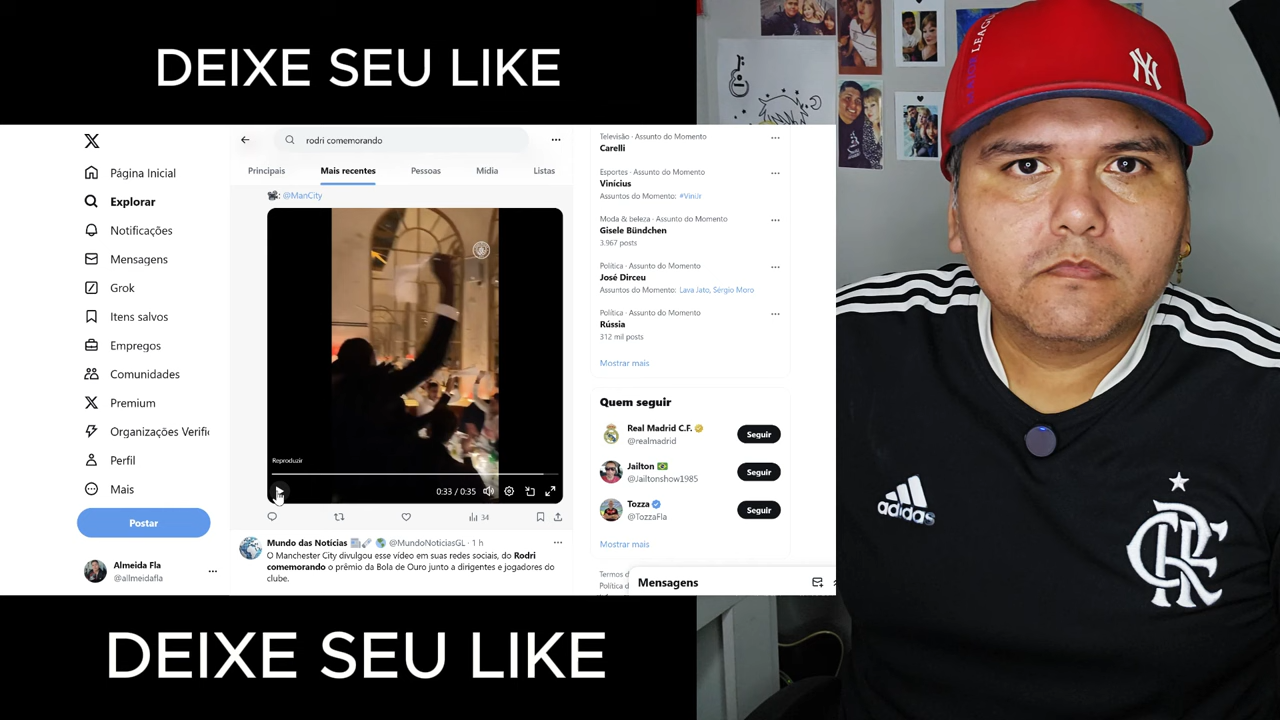 DEIXE SEU LIKE
X
Página Inicial
Explorar
Notificações
Mensagens
Grok
Itens salvos
Empregos
Comunidades
Premium
Organizações Verifi
Perfil
Mais
Postar
Almeida Fla
@allmeidafla
rodri comemorando
Principais
Mais recentes
Pessoas
Mídia
Listas
: @ManCity
Reproduzir
0:33 / 0:35
34
Mundo das Notícias @MundoNoticiasGL · 1 h
O Manchester City divulgou esse vídeo em suas redes sociais, do Rodri
comemorando o prêmio da Bola de Ouro junto a dirigentes e jogadores do
clube.
Televisão · Assunto do Momento
Carelli
Esportes · Assunto do Momento
Vinícius
Assuntos do Momento: #ViniJr
Moda & beleza · Assunto do Momento
Gisele Bündchen
3.967 posts
Política · Assunto do Momento
José Dirceu
Assuntos do Momento: Lava Jato, Sérgio Moro
Política · Assunto do Momento
Rússia
312 mil posts
Mostrar mais
Quem seguir
Real Madrid C.F.
@realmadrid
Seguir
Jailton
@Jailtonshow1985
Seguir
Tozza
@TozzaFla
Seguir
Mostrar mais
Termos d
Política d
Mensagens
DEIXE SEU LIKE
MAJOR LEAGU
NY
adidas
CRF